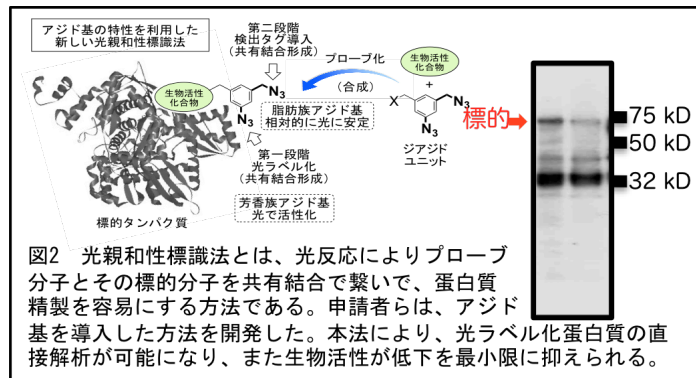 アジド基の特性を利用した
新しい光親和性標識法
第二段階
検出タグ導入
(共有結合形成)
プローブ化
(合成)
生物活性
化合物
+
生物活性
化合物
N3
N3
X
N3
N3
脂肪族アジド基
相対的に光に安定
ジアジド
ユニット
第一段階
光ラベル化
(共有結合形成)
芳香族アジド基
光で活性化
標的タンパク質
標的
75 kD
50 kD
32 kD
図2 光親和性標識法とは、光反応によりプローブ
分子とその標的分子を共有結合で繋いで、蛋白質
精製を容易にする方法である。申請者らは、アジド
基を導入した方法を開発した。本法により、光ラベル化蛋白質の直
接解析が可能になり、また生物活性が低下を最小限に抑えられる。